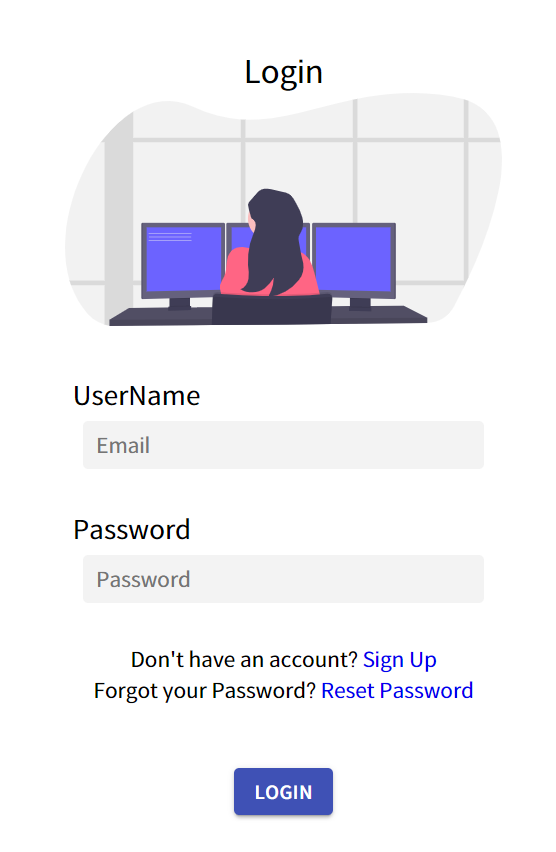 Login
UserName
Email
Password
Password
Don't have an account? Sign Up
Forgot your Password? Reset Password
LOGIN